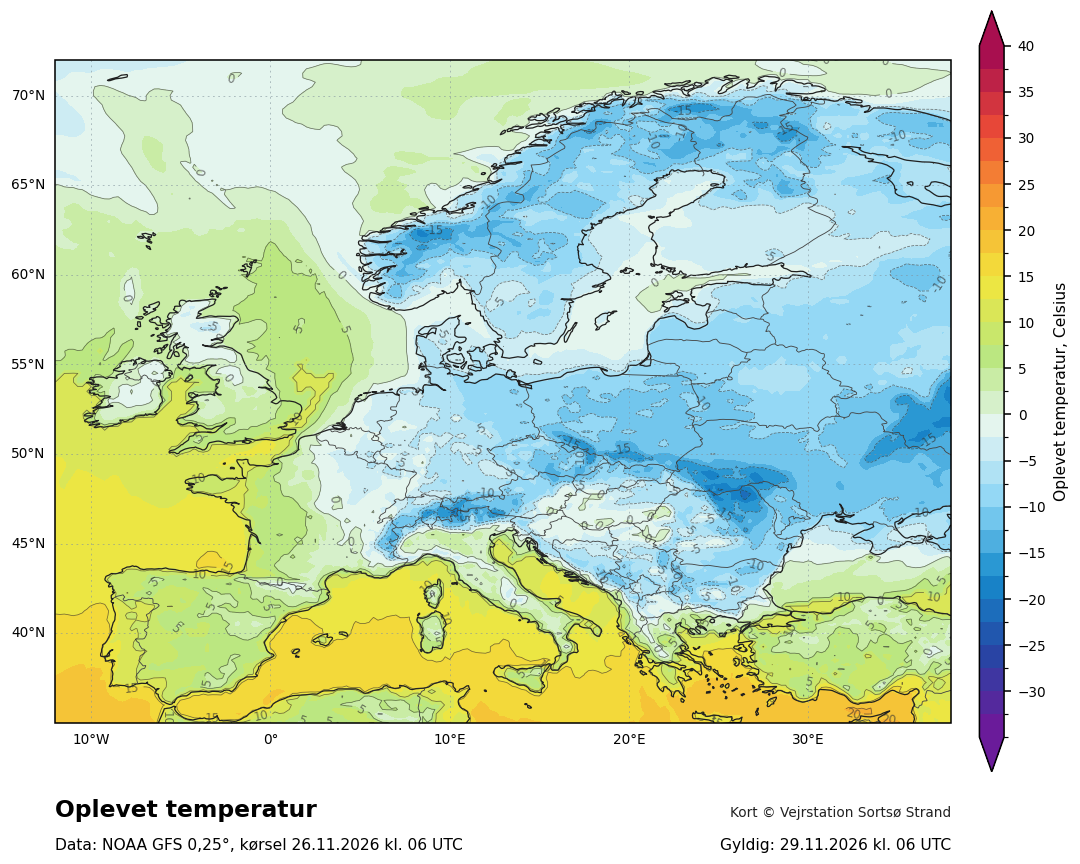 40
35
30
25
20
15
10
5
0
−5
−10
−15
−20
−25
−30
Oplevet temperatur, Celsius
70°N
65°N
60°N
55°N
50°N
45°N
40°N
10°W 0° 10°E 20°E 30°E
Oplevet temperatur
Kort © Vejrstation Sortsø Strand
Data: NOAA GFS 0,25°, kørsel 26.11.2026 kl. 06 UTC
Gyldig: 29.11.2026 kl. 06 UTC